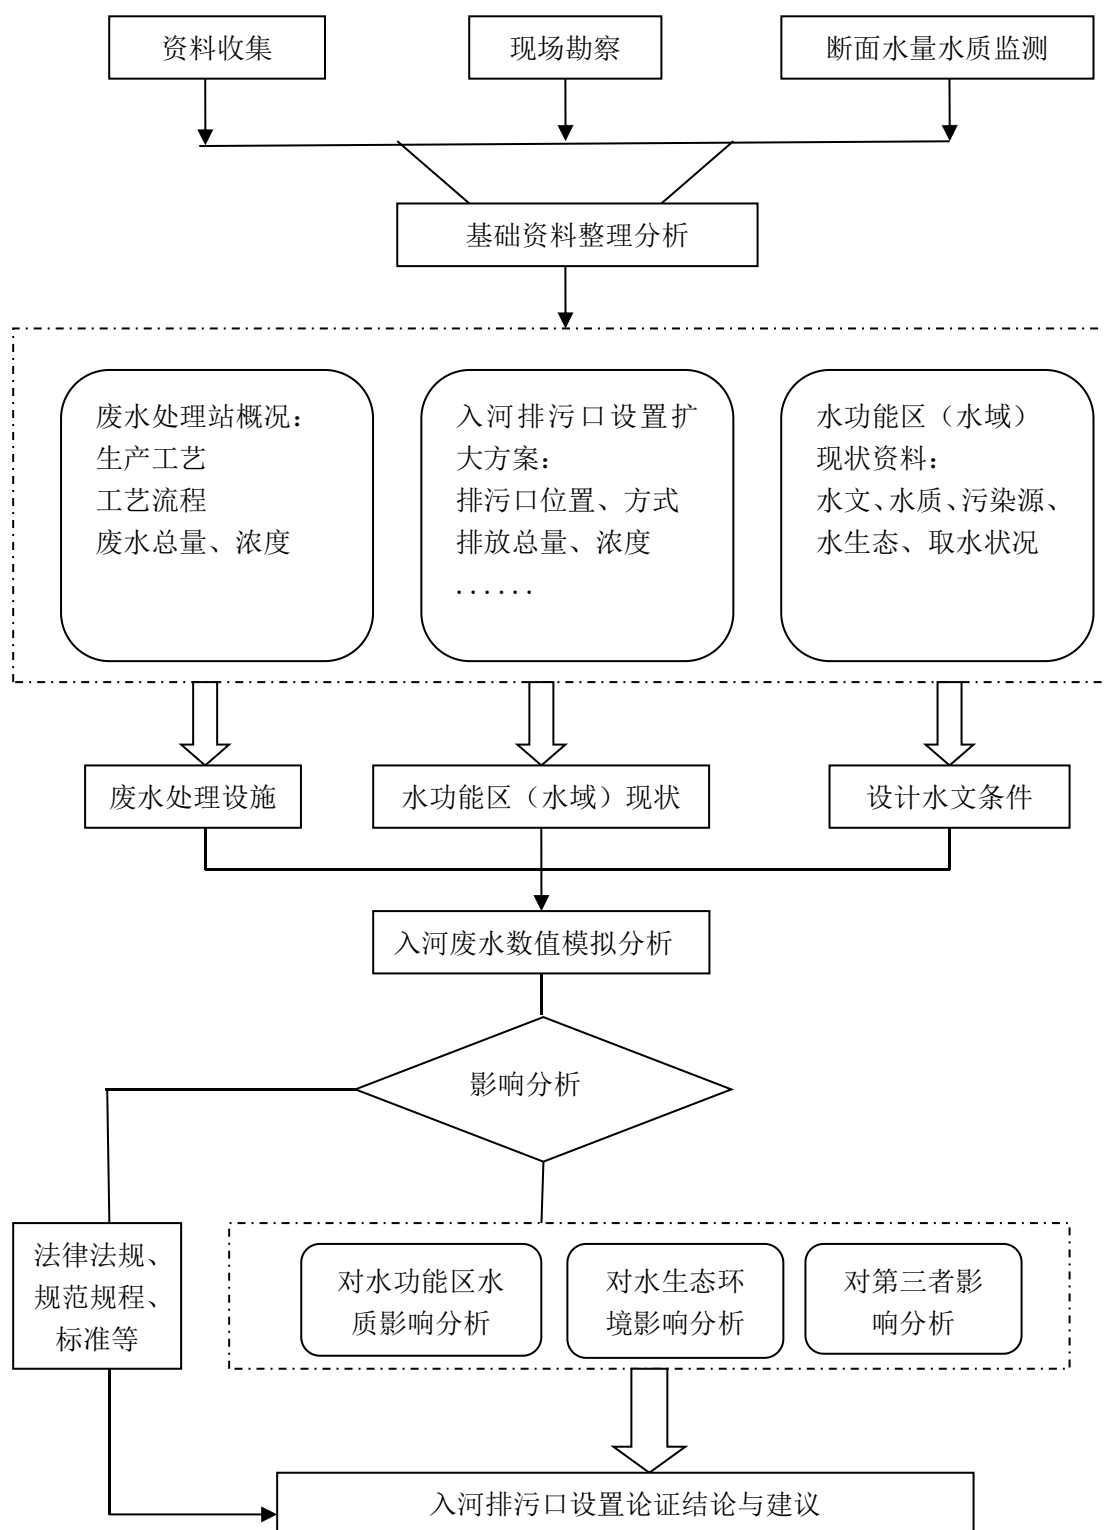 资料收集
现场勘察
断面水量水质监测
基础资料整理分析
废水处理站概况：
生产工艺
工艺流程
废水总量、浓度
入河排污口设置扩
大方案：
排污口位置、方式
排放总量、浓度
......
水功能区（水域）
现状资料：
水文、水质、污染源、
水生态、取水状况
废水处理设施
水功能区（水域）现状
设计水文条件
入河废水数值模拟分析
影响分析
法律法规、
规范规程、
标准等
对水功能区水
质影响分析
对水生态环
境影响分析
对第三者影
响分析
入河排污口设置论证结论与建议